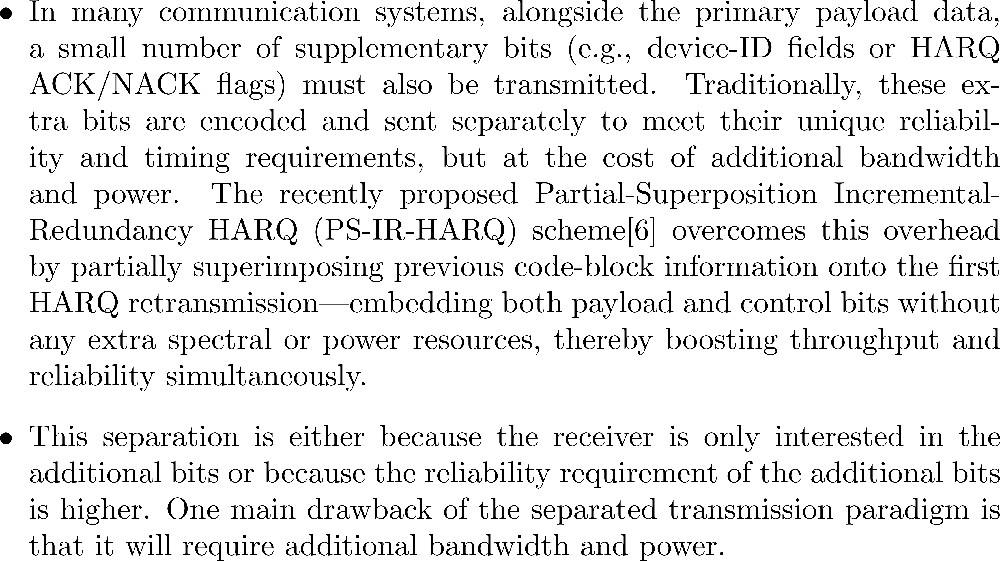 • In many communication systems, alongside the primary payload data,
a small number of supplementary bits (e.g., device-ID fields or HARQ
ACK/NACK flags) must also be transmitted. Traditionally, these ex-
tra bits are encoded and sent separately to meet their unique reliabil-
ity and timing requirements, but at the cost of additional bandwidth
and power. The recently proposed Partial-Superposition Incremental-
Redundancy HARQ (PS-IR-HARQ) scheme[6] overcomes this overhead
by partially superimposing previous code-block information onto the first
HARQ retransmission—embedding both payload and control bits without
any extra spectral or power resources, thereby boosting throughput and
reliability simultaneously.
• This separation is either because the receiver is only interested in the
additional bits or because the reliability requirement of the additional bits
is higher. One main drawback of the separated transmission paradigm is
that it will require additional bandwidth and power.